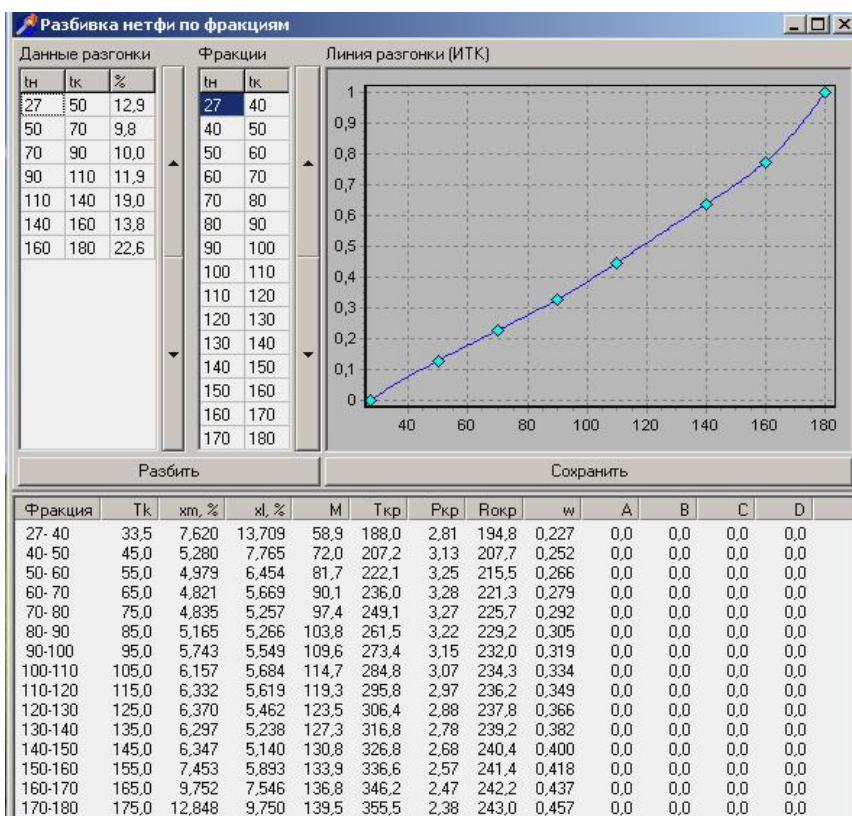 Разбивка нетфи по фракциям
Данные разгонки
tн tк %
27 50 12,9
50 70 9,8
70 90 10,0
90 110 11,9
110 140 19,0
140 160 13,8
160 180 22,6
Фракции
tн tк
27 40
40 50
50 60
60 70
70 80
80 90
90 100
100 110
110 120
120 130
130 140
140 150
150 160
160 170
170 180
Линия разгонки (ИТК)
1
0,9
0,8
0,7
0,6
0,5
0,4
0,3
0,2
0,1
0
40 60 80 100 120 140 160 180
Разбить
Сохранить
Фракция Tk xm, % xl, % M Tкр Pкр Roкр w A B C D
27- 40 33,5 7,620 13,709 58,9 188,0 2,81 194,8 0,227 0,0 0,0 0,0 0,0
40- 50 45,0 5,280 7,765 72,0 207,2 3,13 207,7 0,252 0,0 0,0 0,0 0,0
50- 60 55,0 4,979 6,454 81,7 222,1 3,25 215,5 0,266 0,0 0,0 0,0 0,0
60- 70 65,0 4,821 5,669 90,1 236,0 3,28 221,3 0,279 0,0 0,0 0,0 0,0
70- 80 75,0 4,835 5,257 97,4 249,1 3,27 225,7 0,292 0,0 0,0 0,0 0,0
80- 90 85,0 5,165 5,266 103,8 261,5 3,22 229,2 0,305 0,0 0,0 0,0 0,0
90-100 95,0 5,743 5,549 109,6 273,4 3,15 232,0 0,319 0,0 0,0 0,0 0,0
100-110 105,0 6,157 5,684 114,7 284,8 3,07 234,3 0,334 0,0 0,0 0,0 0,0
110-120 115,0 6,332 5,619 119,3 295,8 2,97 236,2 0,349 0,0 0,0 0,0 0,0
120-130 125,0 6,370 5,462 123,5 306,4 2,88 237,8 0,366 0,0 0,0 0,0 0,0
130-140 135,0 6,297 5,238 127,3 316,8 2,78 239,2 0,382 0,0 0,0 0,0 0,0
140-150 145,0 6,347 5,140 130,8 326,8 2,68 240,4 0,400 0,0 0,0 0,0 0,0
150-160 155,0 7,453 5,893 133,9 336,6 2,57 241,4 0,418 0,0 0,0 0,0 0,0
160-170 165,0 9,752 7,546 136,8 346,2 2,47 242,2 0,437 0,0 0,0 0,0 0,0
170-180 175,0 12,848 9,750 139,5 355,5 2,38 243,0 0,457 0,0 0,0 0,0 0,0